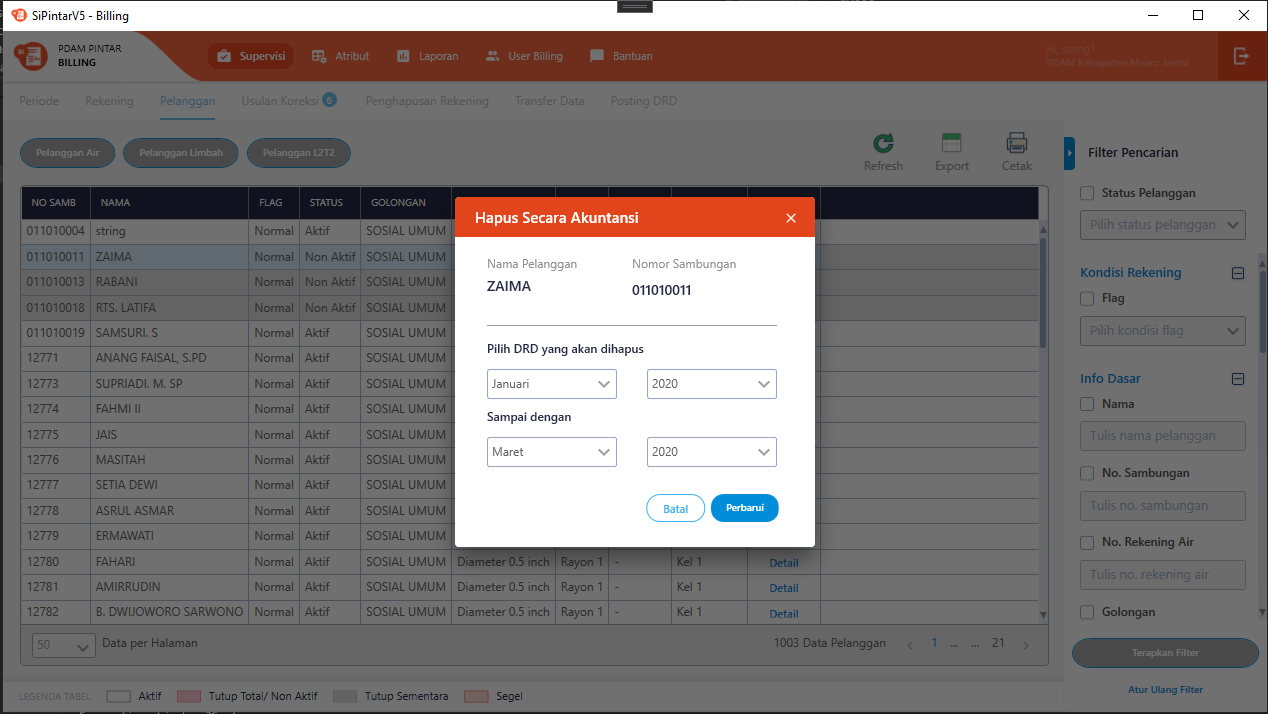 SiPintarV5 - Billing
PDAM PINTAR
BILLING
Supervisi
Atribut
Laporan
User Billing
Bantuan
Hi, string1
PDAM Kabupaten Muaro Jambi
Periode
Rekening
Pelanggan
Usulan Koreksi 6
Penghapusan Rekening
Transfer Data
Posting DRD
Pelanggan Air
Pelanggan Limbah
Pelanggan L2T2
Refresh
Export
Cetak
NO SAMB NAMA FLAG STATUS GOLONGAN
011010004 string Normal Aktif SOSIAL UMUM
011010011 ZAIMA Normal Non Aktif SOSIAL UMUM
011010013 RABANI Normal Non Aktif SOSIAL UMUM
011010018 RTS. LATIFA Normal Non Aktif SOSIAL UMUM
011010019 SAMSURI. S Normal Aktif SOSIAL UMUM
12771 ANANG FAISAL, S.PD Normal Aktif SOSIAL UMUM
12773 SUPRIADI. M. SP Normal Aktif SOSIAL UMUM
12774 FAHMI II Normal Aktif SOSIAL UMUM
12775 JAIS Normal Aktif SOSIAL UMUM
12776 MASITAH Normal Aktif SOSIAL UMUM
12777 SETIA DEWI Normal Aktif SOSIAL UMUM
12778 ASRUL ASMAR Normal Aktif SOSIAL UMUM
12779 ERMAWATI Normal Aktif SOSIAL UMUM
12780 FAHARI Normal Aktif SOSIAL UMUM Diameter 0.5 inch Rayon 1 - Kel 1 Detail
12781 AMIRRUDIN Normal Aktif SOSIAL UMUM Diameter 0.5 inch Rayon 1 - Kel 1 Detail
12782 B. DWIJOWORO SARWONO Normal Aktif SOSIAL UMUM Diameter 0.5 inch Rayon 1 - Kel 1 Detail
50 Data per Halaman
1003 Data Pelanggan
‹ 1 ... ... 21 ›
LEGENDA TABEL
Aktif
Tutup Total/ Non Aktif
Tutup Sementara
Segel
Hapus Secara Akuntansi
Nama Pelanggan
ZAIMA
Nomor Sambungan
011010011
Pilih DRD yang akan dihapus
Januari
2020
Sampai dengan
Maret
2020
Batal
Perbarui
Filter Pencarian
Status Pelanggan
Pilih status pelanggan
Kondisi Rekening
Flag
Pilih kondisi flag
Info Dasar
Nama
Tulis nama pelanggan
No. Sambungan
Tulis no. sambungan
No. Rekening Air
Tulis no. rekening air
Golongan
Terapkan Filter
Atur Ulang Filter